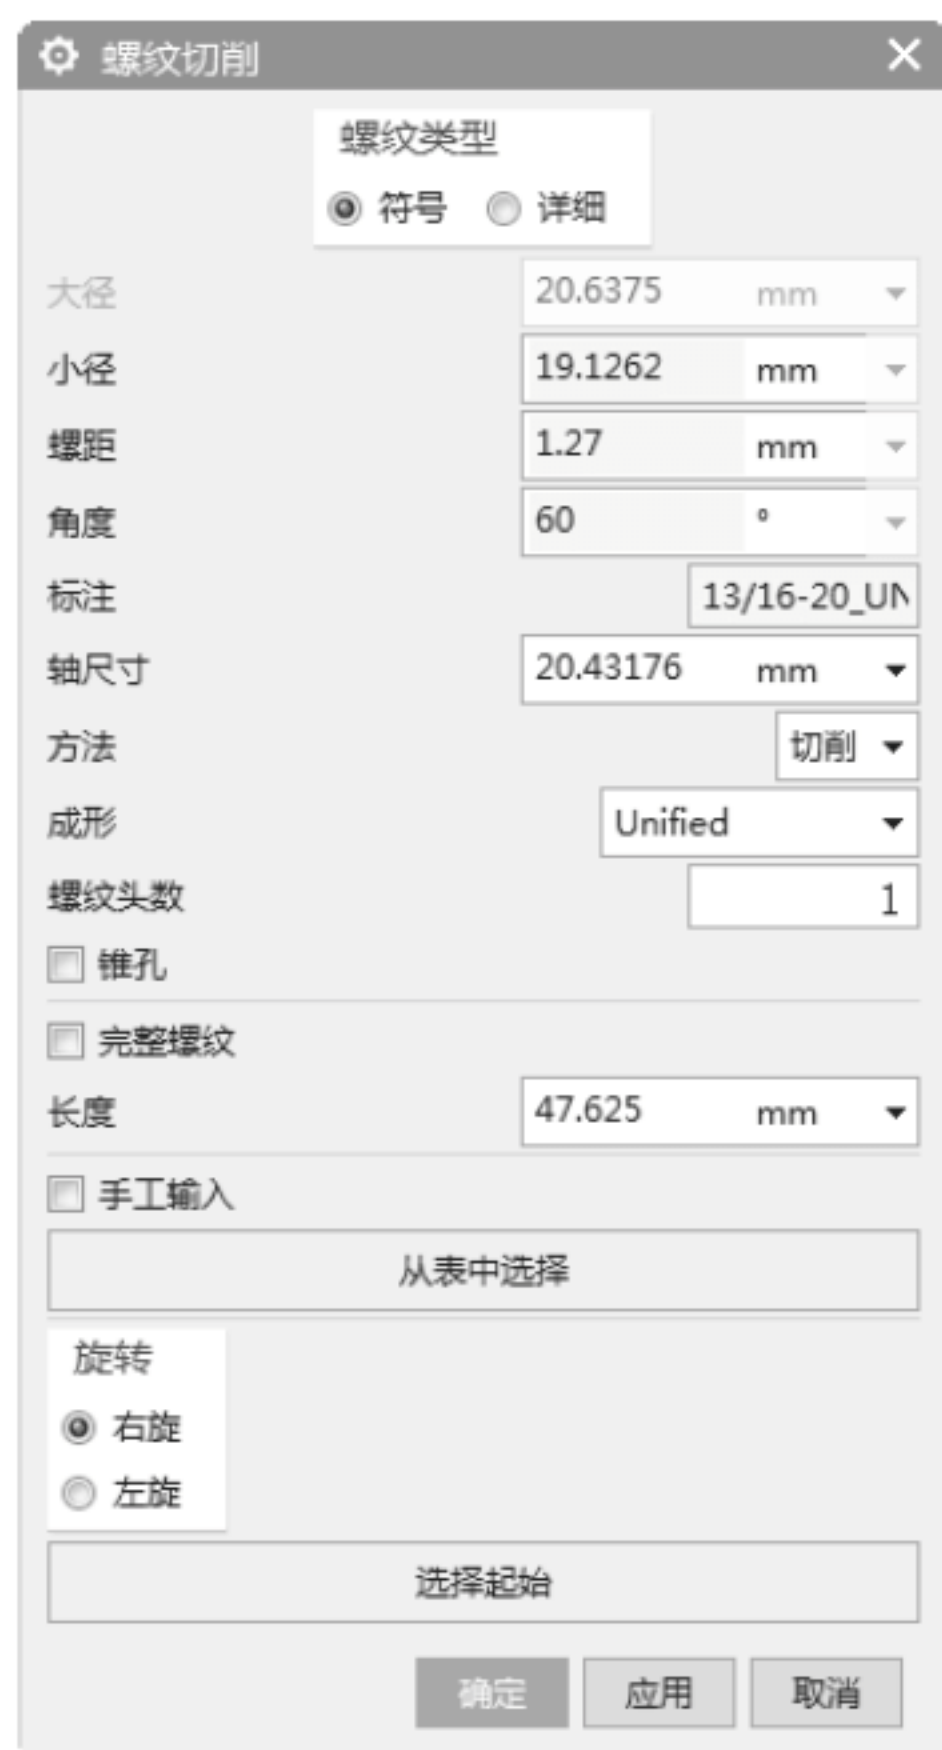 螺纹切削
螺纹类型
符号 详细
大径 20.6375 mm
小径 19.1262 mm
螺距 1.27 mm
角度 60 °
标注 13/16-20_UN
轴尺寸 20.43176 mm
方法 切削
成形 Unified
螺纹头数 1
锥孔
完整螺纹
长度 47.625 mm
手工输入
从表中选择
旋转
右旋
左旋
选择起始
确定 应用 取消